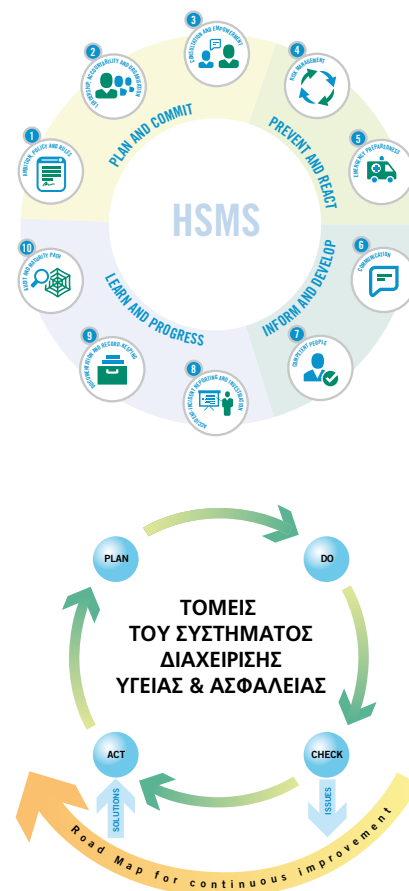 1
AMBITION, POLICY AND RULES
2
LEADERSHIP, ACCOUNTABILITY AND ORGANISATION
3
CONSULTATION AND EMPOWERMENT
4
RISK MANAGEMENT
5
EMERGENCY PREPAREDNESS
6
COMMUNICATION
7
COMPETENT PEOPLE
8
ACCIDENT-INCIDENT REPORTING AND INVESTIGATION
9
DOCUMENTATION AND RECORD-KEEPING
10
AUDIT AND MATURITY PATH
PLAN AND COMMIT
PREVENT AND REACT
INFORM AND DEVELOP
LEARN AND PROGRESS
HSMS
PLAN
DO
ΤΟΜΕΙΣ
ΤΟΥ ΣΥΣΤΗΜΑΤΟΣ
ΔΙΑΧΕΙΡΙΣΗΣ
ΥΓΕΙΑΣ & ΑΣΦΑΛΕΙΑΣ
ACT
CHECK
SOLUTIONS
ISSUES
Road Map for continuous improvement